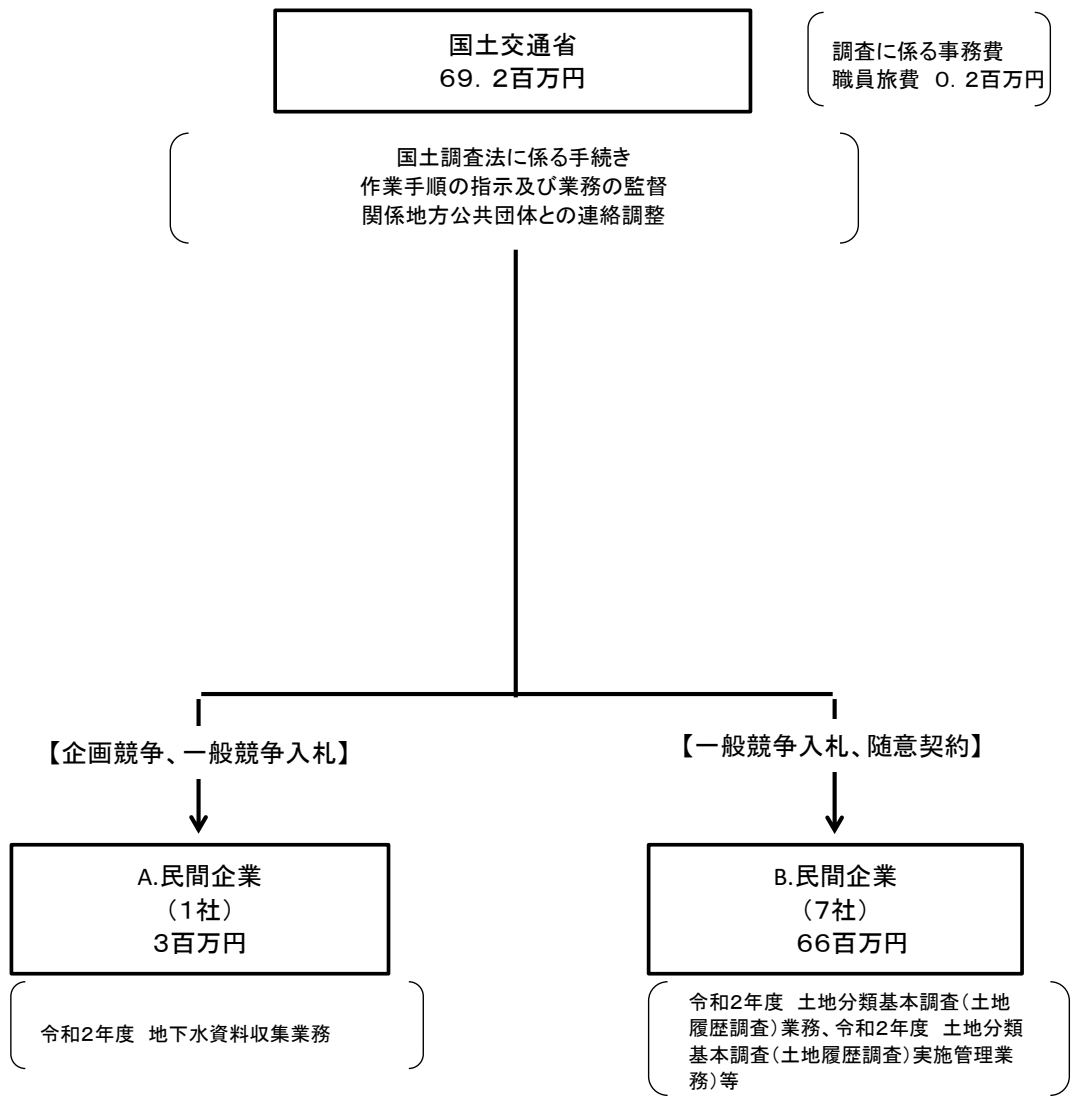 国土交通省
69．2百万円
調査に係る事務費
職員旅費　０．２百万円
国土調査法に係る手続き
作業手順の指示及び業務の監督
関係地方公共団体との連絡調整
【企画競争、一般競争入札】
【一般競争入札、随意契約】
A.民間企業
（１社）
３百万円
B.民間企業
（７社）
66百万円
令和２年度　地下水資料収集業務
令和２年度　土地分類基本調査（土地
履歴調査）業務、令和２年度　土地分類
基本調査（土地履歴調査）実施管理業
務）等